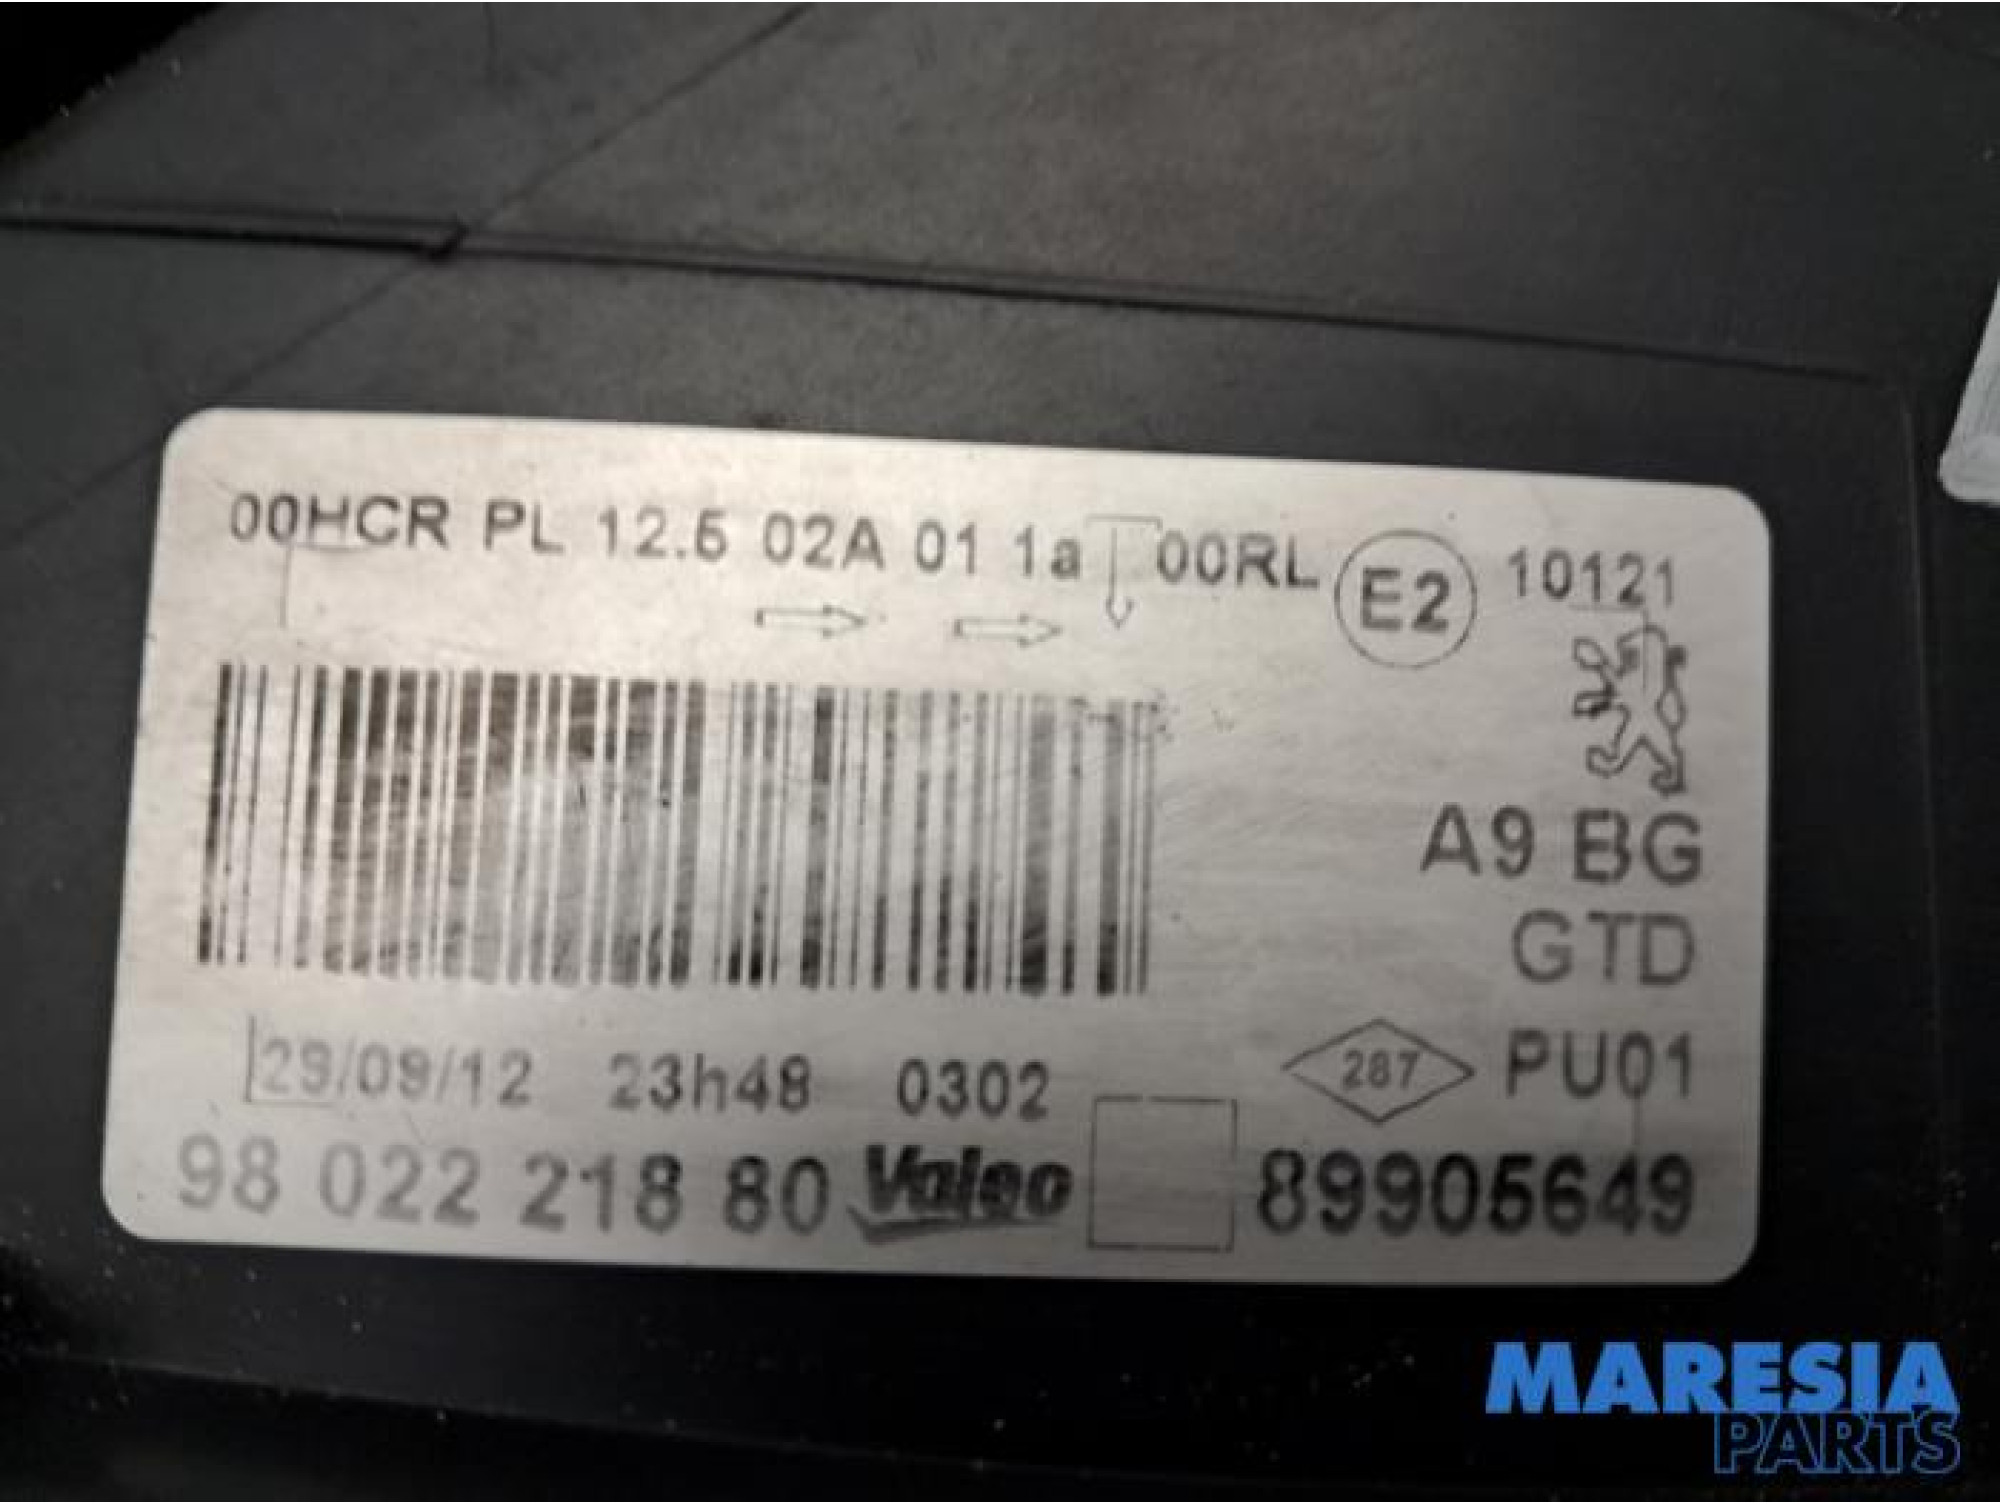 00HCR PL 12.5 02A 01 1a 00RL E2 10121
A9 BG
GTD
287 PU01
29/09/12 23h48 0302
98 022 218 80 Valeo 89905649
MARESIA
PARTS